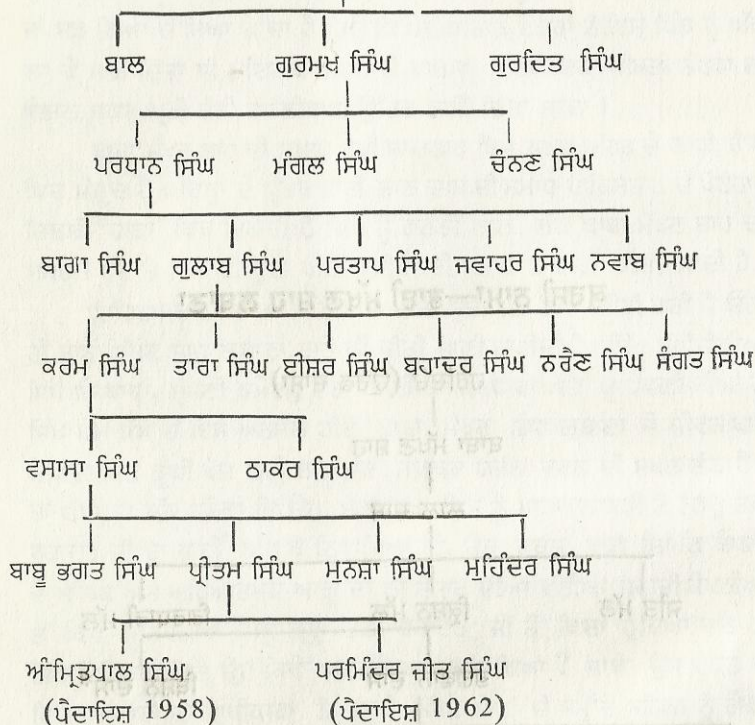 ਬਾਲ ਗੁਰਮੁਖ ਸਿੰਘ ਗੁਰਦਿਤ ਸਿੰਘ
ਪਰਧਾਨ ਸਿੰਘ ਮੰਗਲ ਸਿੰਘ ਚੰਨਣ ਸਿੰਘ
ਬਾਗਾ ਸਿੰਘ ਗੁਲਾਬ ਸਿੰਘ ਪਰਤਾਪ ਸਿੰਘ ਜਵਾਹਰ ਸਿੰਘ ਨਵਾਬ ਸਿੰਘ
ਕਰਮ ਸਿੰਘ ਤਾਰਾ ਸਿੰਘ ਈਸ਼ਰ ਸਿੰਘ ਬਹਾਦਰ ਸਿੰਘ ਨਰੈਣ ਸਿੰਘ ਸੰਗਤ ਸਿੰਘ
ਵਸਾਸਾ ਸਿੰਘ ਠਾਕਰ ਸਿੰਘ
ਬਾਬੂ ਭਗਤ ਸਿੰਘ ਪ੍ਰੀਤਮ ਸਿੰਘ ਮੁਨਸ਼ਾ ਸਿੰਘ ਮਹਿੰਦਰ ਸਿੰਘ
ਅੰਮ੍ਰਿਤਪਾਲ ਸਿੰਘ ਪਰਮਿੰਦਰ ਜੀਤ ਸਿੰਘ
(ਪੈਦਾਇਸ਼ 1958) (ਪੈਦਾਇਸ਼ 1962)